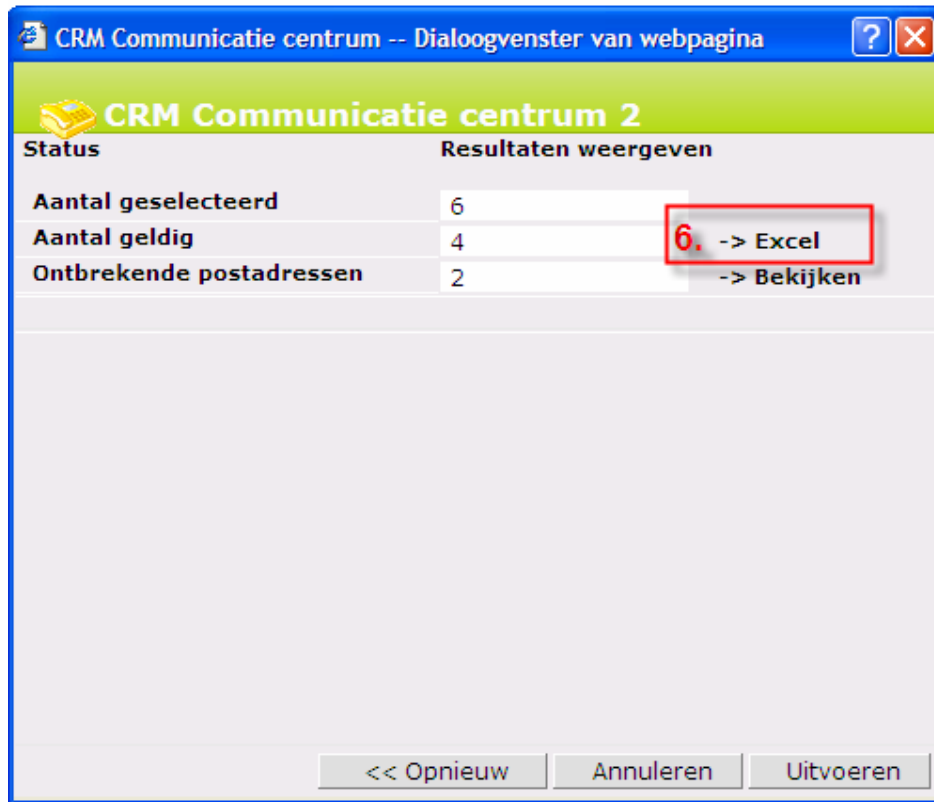 CRM Communicatie centrum -- Dialoogvenster van webpagina
CRM Communicatie centrum 2
Status Resultaten weergeven
Aantal geselecteerd 6
Aantal geldig 4 6. -> Excel
Ontbrekende postadressen 2 -> Bekijken
<< Opnieuw Annuleren Uitvoeren